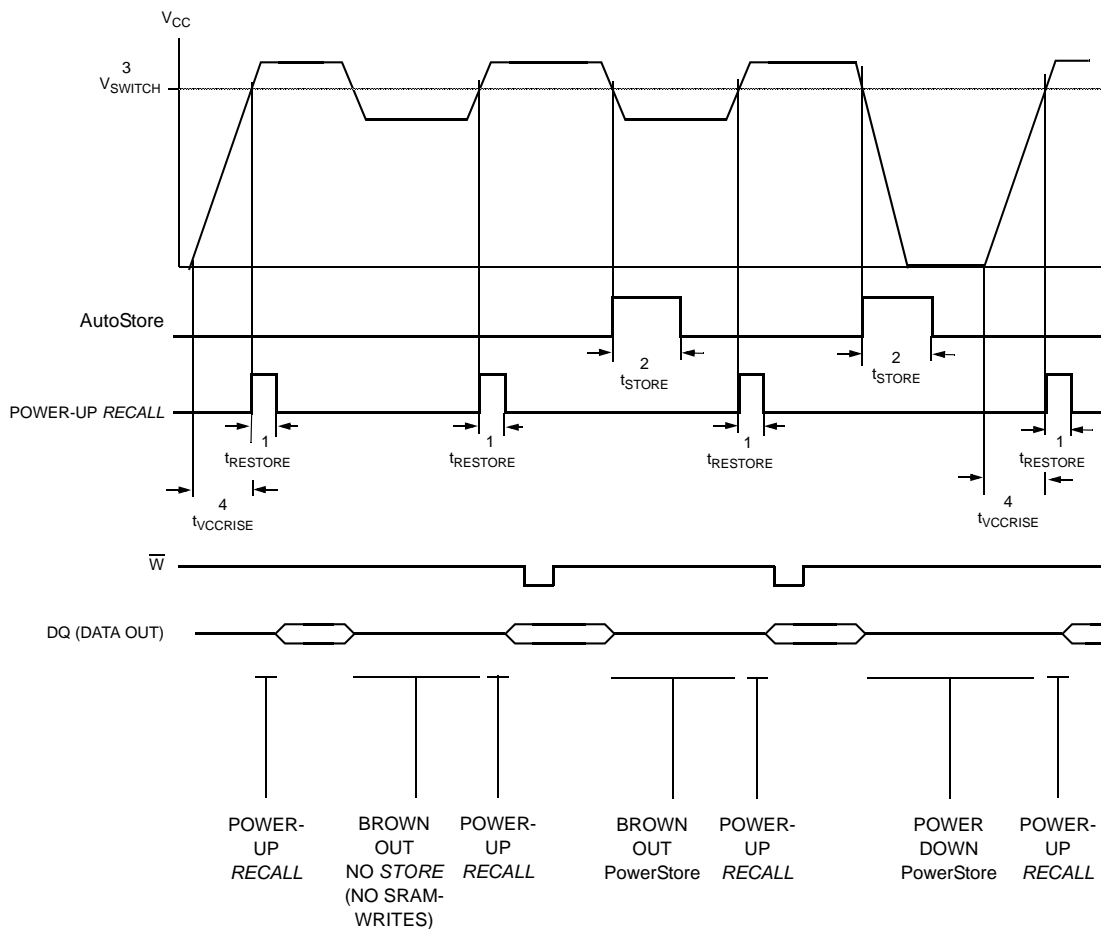 VCC
3
VSWITCH
AutoStore
2
tSTORE
2
tSTORE
POWER-UP RECALL
1
tRESTORE
1
tRESTORE
1
tRESTORE
1
tRESTORE
4
tVCCRISE
4
tVCCRISE
W
DQ (DATA OUT)
POWER-
UP
RECALL
BROWN
OUT
NO STORE
(NO SRAM-
WRITES)
POWER-
UP
RECALL
BROWN
OUT
PowerStore
POWER-
UP
RECALL
POWER
DOWN
PowerStore
POWER-
UP
RECALL